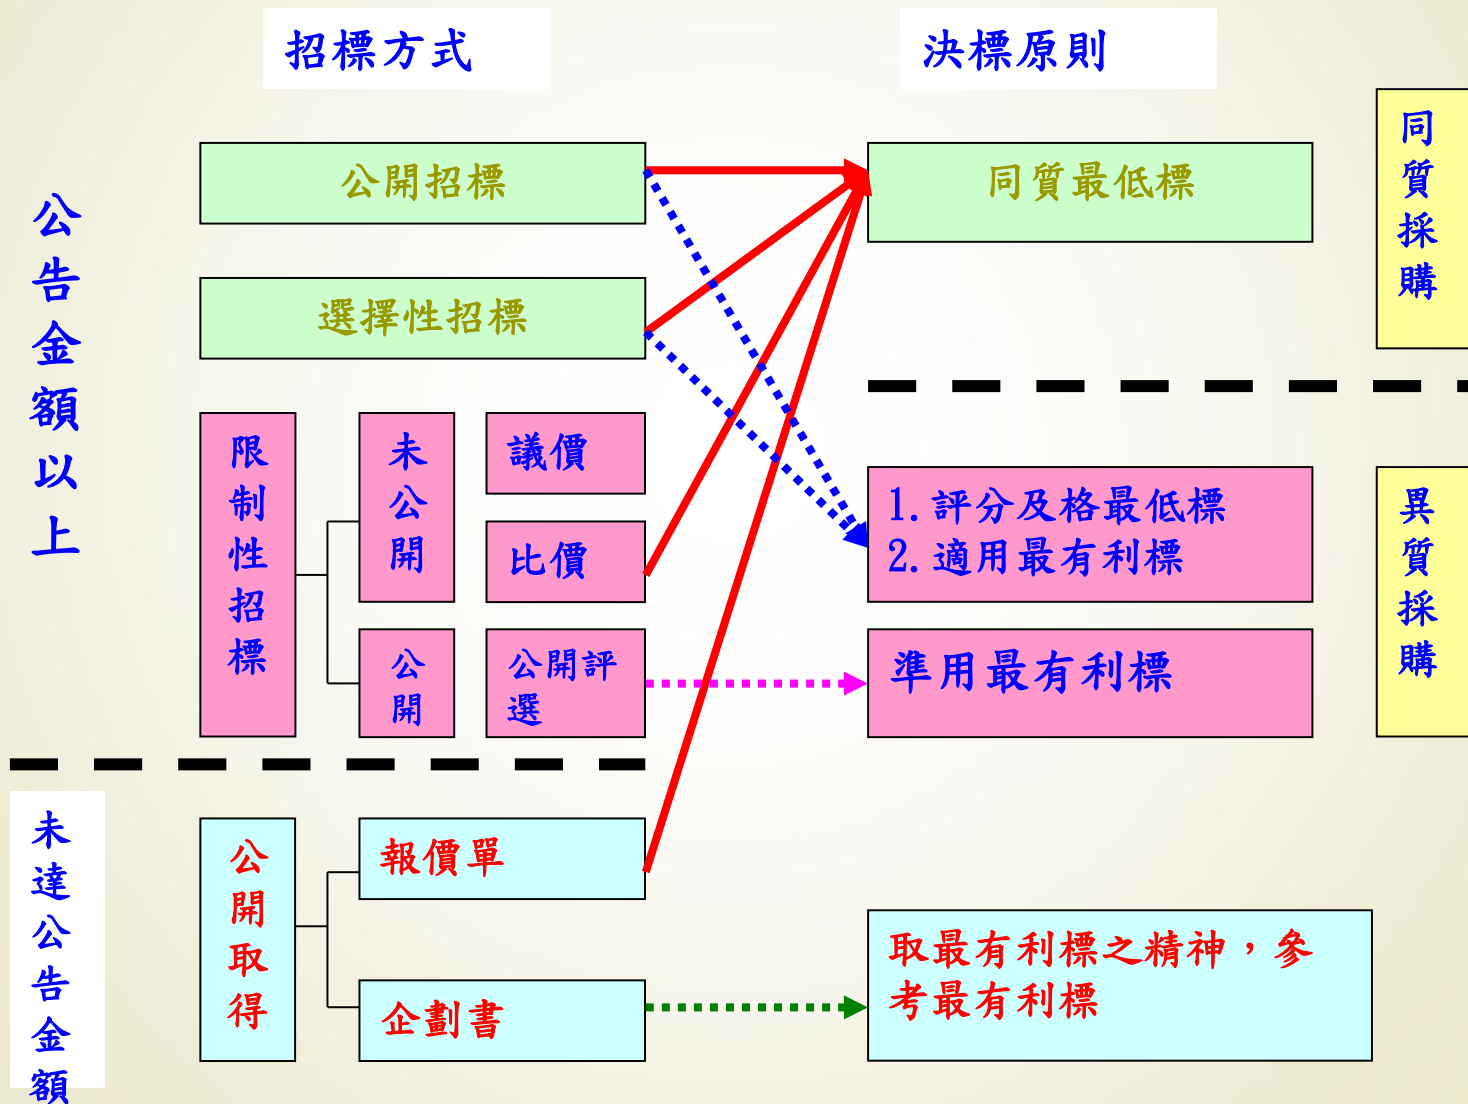 招標方式
決標原則
公告金額以上
公開招標
同質最低標
同質採購
選擇性招標
限制性招標
未公開
議價
比價
公開
公開評
選
1.評分及格最低標
2.適用最有利標
準用最有利標
異質採購
未達公告金額
公開取得
報價單
企劃書
取最有利標之精神，參
考最有利標